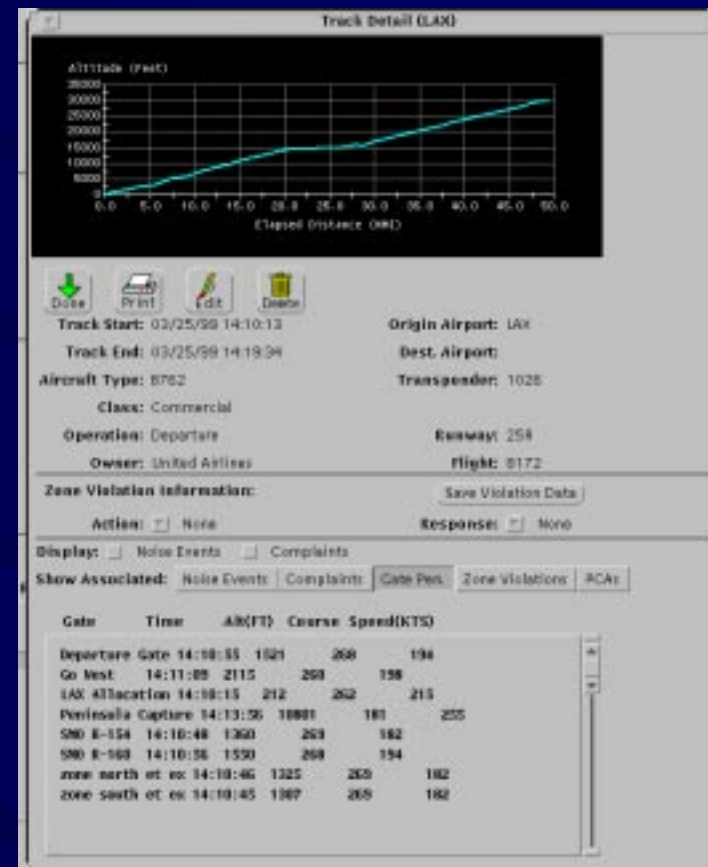 Track Detail (LAX)
Altitude (Feet)
35000
30000
25000
20000
15000
10000
5000
0
0.0 5.0 10.0 15.0 20.0 25.0 30.0 35.0 40.0 45.0 50.0
Elapsed Distance (NMI)
Done Print Edit Delete
Track Start: 03/25/99 14:10:13 Origin Airport: LAX
Track End: 03/25/99 14:19:34 Dest. Airport:
Aircraft Type: B762 Transponder: 1026
Class: Commercial
Operation: Departure Runway:
Owner: United Airlines Flight: 8172
Zone Violation Information: Save Violation Data
Action: None Response: None
Display: Noise Events Complaints
Show Associated: Noise Events Complaints Gate Pen. Zone Violations PCAs
Gate Time Alt(FT) Course Speed(KTS)
Departure Gate 14:10:55 1521 268 194
Go West 14:11:09 2115 268 198
LAX Allocation 14:10:15 212 262 215
Peninsula Capture 14:13:56 10801 181 255
SMO R-154 14:10:48 1360 269 182
SMO R-160 14:10:56 1550 268 194
zone north et ex 14:10:46 1325 269 182
zone south et ex 14:10:45 1307 269 182